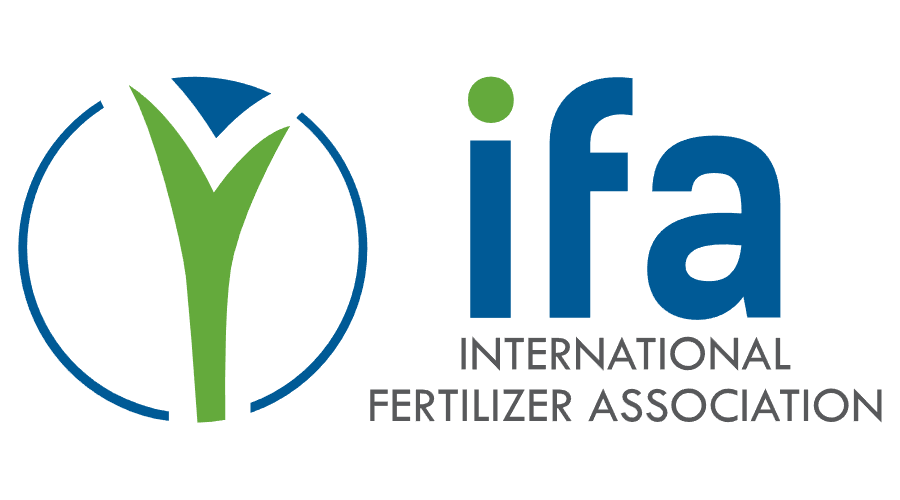 ifa
INTERNATIONAL
FERTILIZER ASSOCIATION